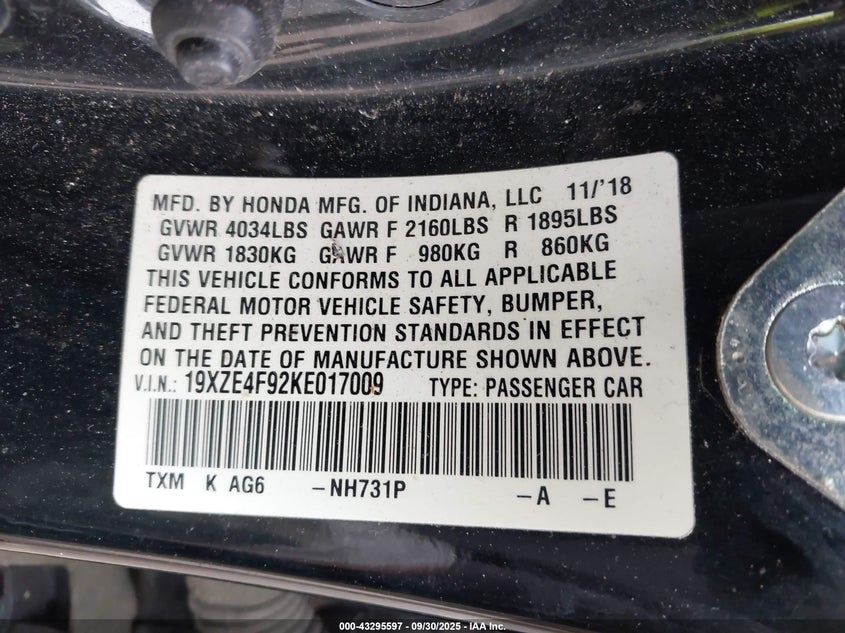 MFD. BY HONDA MFG. OF INDIANA, LLC 11/'18
GVWR 4034LBS GAWR F 2160LBS R 1895LBS
GVWR 1830KG GAWR F 980KG R 860KG
THIS VEHICLE CONFORMS TO ALL APPLICABLE
FEDERAL MOTOR VEHICLE SAFETY, BUMPER,
AND THEFT PREVENTION STANDARDS IN EFFECT
ON THE DATE OF MANUFACTURE SHOWN ABOVE.
V.I.N.: 19XZE4F92KE017009 TYPE: PASSENGER CAR
TXM K AG6 -NH731P -A -E
000-43295597 - 09/30/2025 - IAA Inc.